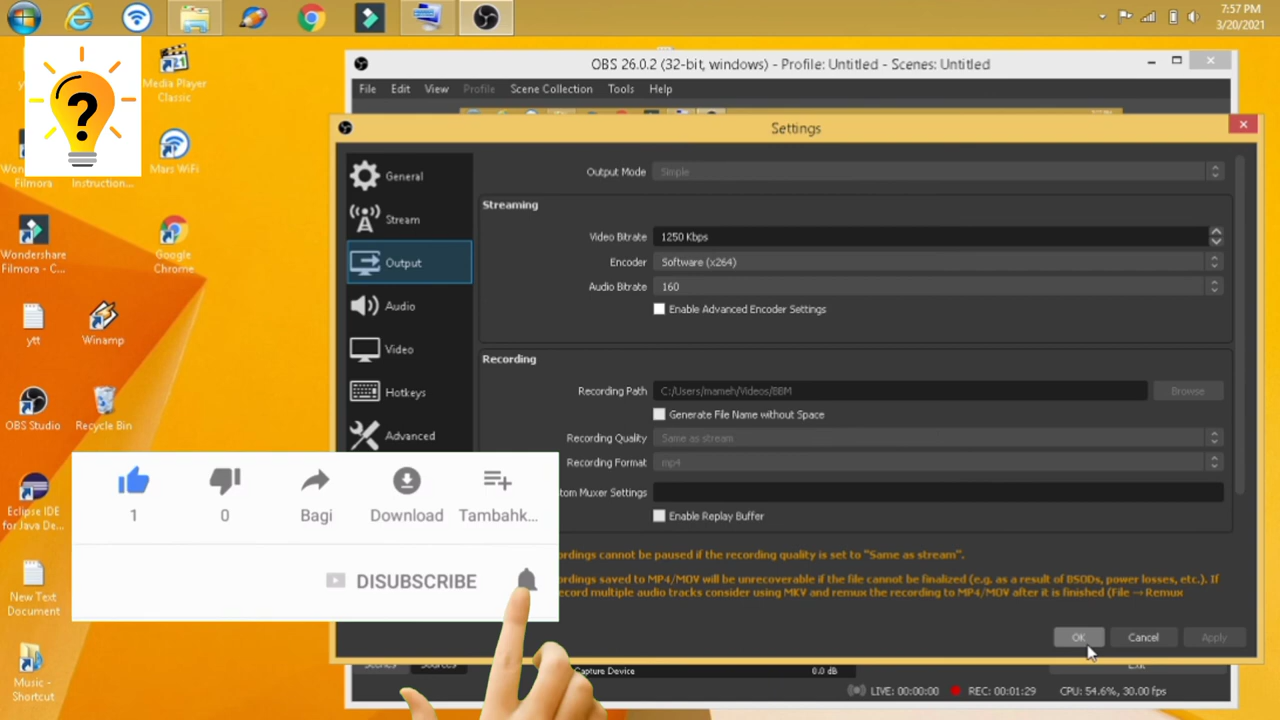 7:57 PM
3/20/2021
Media Player
Classic
Mars WiFi
Filmora
Instruction...
Wondershare
Filmora - C...
Google
Chrome
ytt
Winamp
OBS Studio
Recycle Bin
Eclipse IDE
for Java De...
New Text
Document
Music -
Shortcut
OBS 26.0.2 (32-bit, windows) - Profile: Untitled - Scenes: Untitled
File Edit View Profile Scene Collection Tools Help
Settings
General
Stream
Output
Audio
Video
Hotkeys
Advanced
Output Mode Simple
Streaming
Video Bitrate 1250 Kbps
Encoder Software (x264)
Audio Bitrate 160
Enable Advanced Encoder Settings
Recording
Recording Path C:/Users/mameh/Videos/BBM Browse
Generate File Name without Space
Recording Quality Same as stream
Recording Format mp4
tom Muxer Settings
Enable Replay Buffer
ordings cannot be paused if the recording quality is set to "Same as stream".
ordings saved to MP4/MOV will be unrecoverable if the file cannot be finalized (e.g. as a result of BSODs, power losses, etc.). If
ecord multiple audio tracks consider using MKV and remux the recording to MP4/MOV after it is finished (File → Remux
OK Cancel Apply
Capture Device 0.0 dB
LIVE: 00:00:00 REC: 00:01:29 CPU: 54.6%, 30.00 fps
1 0 Bagi Download Tambahk...
DISUBSCRIBE
?